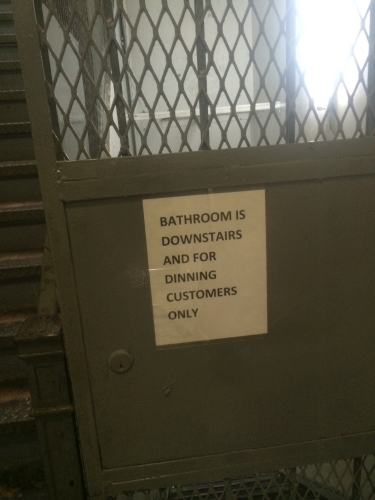 BATHROOM IS
DOWNSTAIRS
AND FOR
DINNING
CUSTOMERS
ONLY